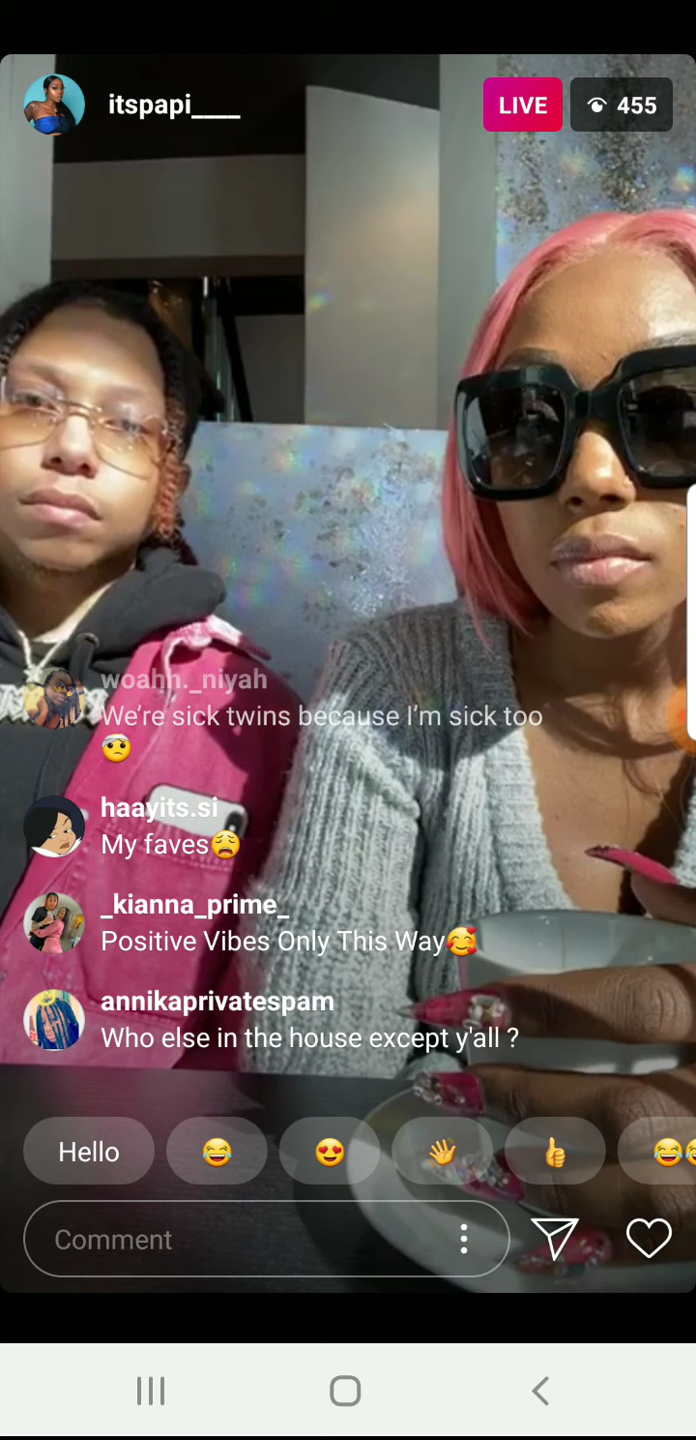 itspapi____
LIVE
455
woahh._niyah
We're sick twins because I'm sick too
🤕
haayits.si
My faves😩
_kianna_prime_
Positive Vibes Only This Way🥰
annikaprivatespam
Who else in the house except y'all ?
Hello
Comment